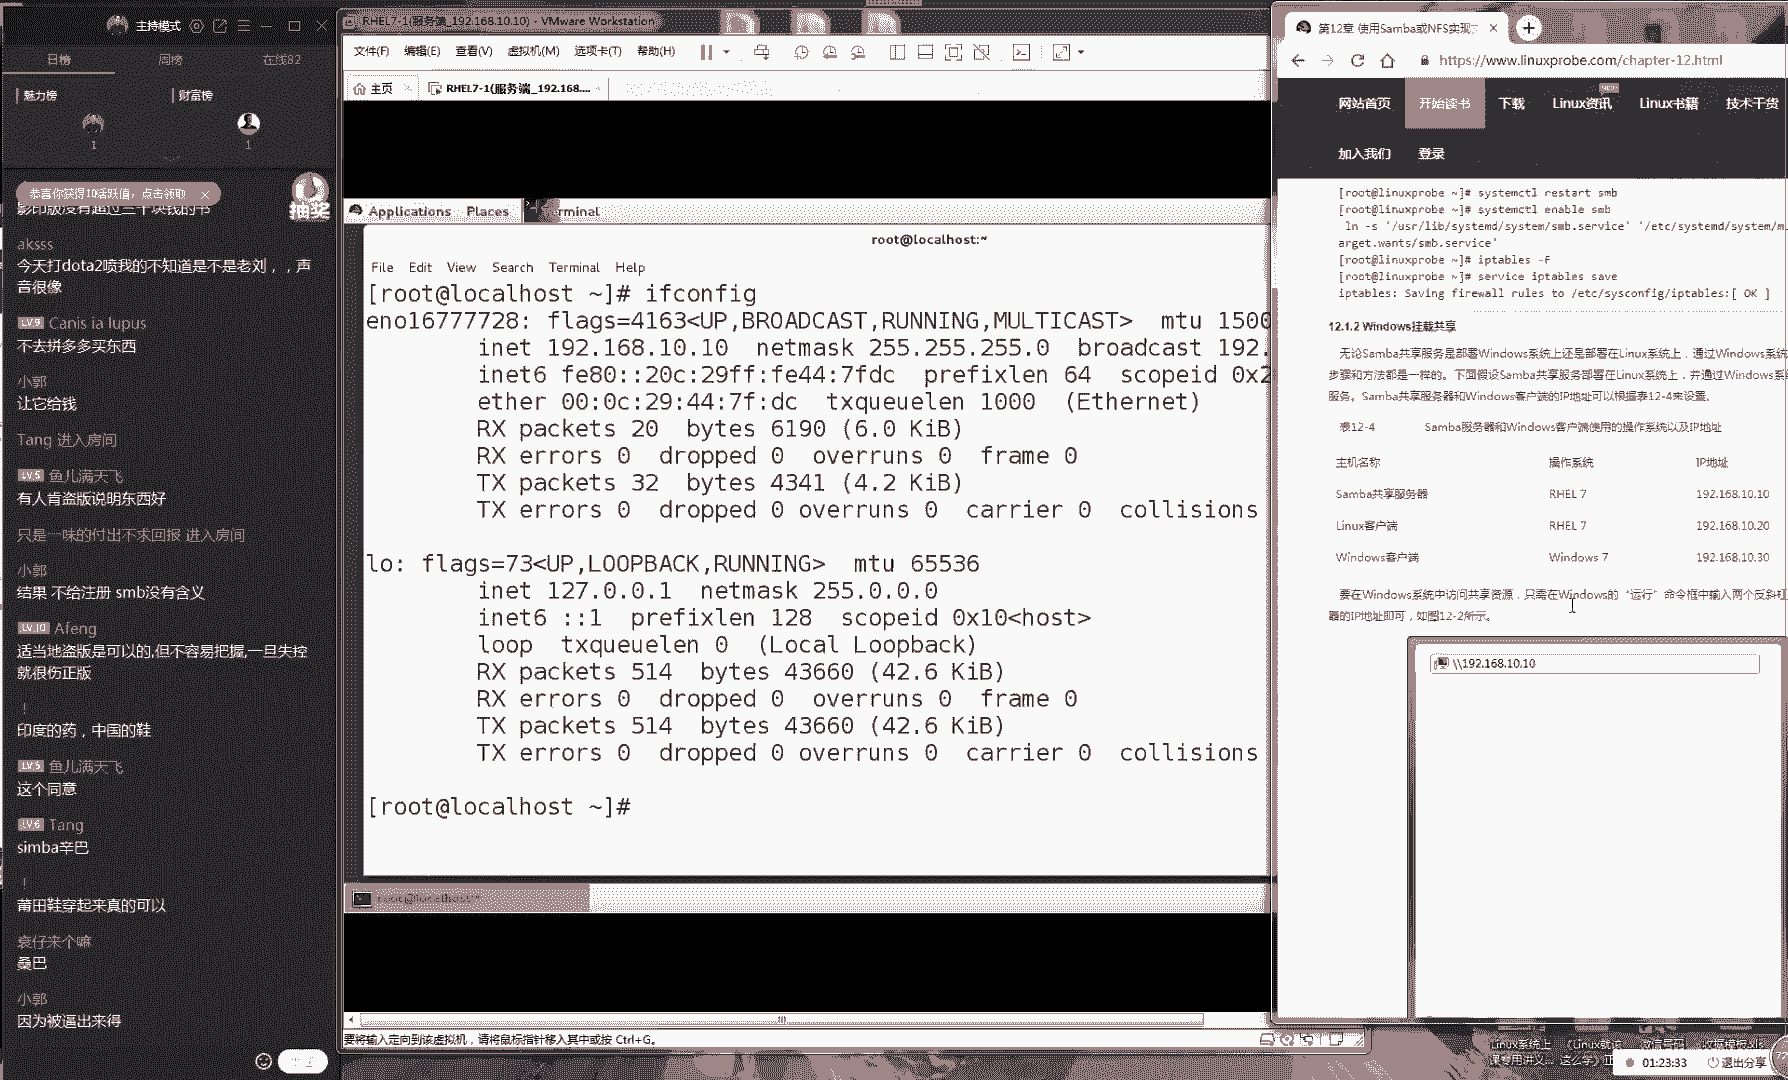 主持模式
日榜 周榜 在线82
魅力榜 财富榜
1 1
恭喜你获得10活跃值，点击领取
抽奖
影印版没有超过三十块钱的书
aksss
今天打dota2喷我的不知道是不是老刘，，声
音很像
LV.9 Canis ia lupus
不去拼多多买东西
小郭
让它给钱
Tang 进入房间
LV.5 鱼儿满天飞
有人肯盗版说明东西好
只是一味的付出不求回报 进入房间
小郭
结果 不给注册 smb没有含义
LV.10 Afeng
适当地盗版是可以的,但不容易把握,一旦失控
就很伤正版
！
印度的药，中国的鞋
LV.5 鱼儿满天飞
这个同意
LV.6 Tang
simba辛巴
！
莆田鞋穿起来真的可以
袁仔来个嘛
桑巴
小郭
因为被逼出来得
RHEL7-1(服务端_192.168.10.10) - VMware Workstation
文件(F) 编辑(E) 查看(V) 虚拟机(M) 选项卡(T) 帮助(H)
主页 RHEL7-1(服务端_192.168....
Applications Places Terminal
root@localhost:~
File Edit View Search Terminal Help
[root@localhost ~]# ifconfig
eno16777728: flags=4163<UP,BROADCAST,RUNNING,MULTICAST>  mtu 1500
inet 192.168.10.10  netmask 255.255.255.0  broadcast 192.
inet6 fe80::20c:29ff:fe44:7fdc  prefixlen 64  scopeid 0x2
ether 00:0c:29:44:7f:dc  txqueuelen 1000  (Ethernet)
RX packets 20  bytes 6190 (6.0 KiB)
RX errors 0  dropped 0  overruns 0  frame 0
TX packets 32  bytes 4341 (4.2 KiB)
TX errors 0  dropped 0 overruns 0  carrier 0  collisions
lo: flags=73<UP,LOOPBACK,RUNNING>  mtu 65536
inet 127.0.0.1  netmask 255.0.0.0
inet6 ::1  prefixlen 128  scopeid 0x10<host>
loop  txqueuelen 0  (Local Loopback)
RX packets 514  bytes 43660 (42.6 KiB)
RX errors 0  dropped 0  overruns 0  frame 0
TX packets 514  bytes 43660 (42.6 KiB)
TX errors 0  dropped 0 overruns 0  carrier 0  collisions
[root@localhost ~]#
root@localhost:~
要将输入定向到该虚拟机，请将鼠标指针移入其中或按 Ctrl+G。
第12章 使用Samba或NFS实现
https://www.linuxprobe.com/chapter-12.html
网站首页 开始读书 下载 Linux资讯 Linux书籍 技术干货
加入我们 登录
[root@linuxprobe ~]# systemctl restart smb
[root@linuxprobe ~]# systemctl enable smb
ln -s '/usr/lib/systemd/system/smb.service' '/etc/systemd/system/m
arget.wants/smb.service'
[root@linuxprobe ~]# iptables -F
[root@linuxprobe ~]# service iptables save
iptables: Saving firewall rules to /etc/sysconfig/iptables:[ OK ]
12.1.2 Windows挂载共享
无论Samba共享服务是部署Windows系统上还是部署在Linux系统上，通过Windows系统
步骤和方法都是一样的。下面假设Samba共享服务部署在Linux系统上，并通过Windows系统
服务。Samba共享服务器和Windows客户端的IP地址可以根据表12-4来设置。
表12-4 Samba服务器和Windows客户端使用的操作系统以及IP地址
主机名称 操作系统 IP地址
Samba共享服务器 RHEL 7 192.168.10.10
Linux客户端 RHEL 7 192.168.10.20
Windows客户端 Windows 7 192.168.10.30
要在Windows系统中访问共享资源，只需在Windows的“运行”命令框中输入两个反斜杠
器的IP地址即可，如图12-2所示。
\\192.168.10.10
01:23:33 退出分享